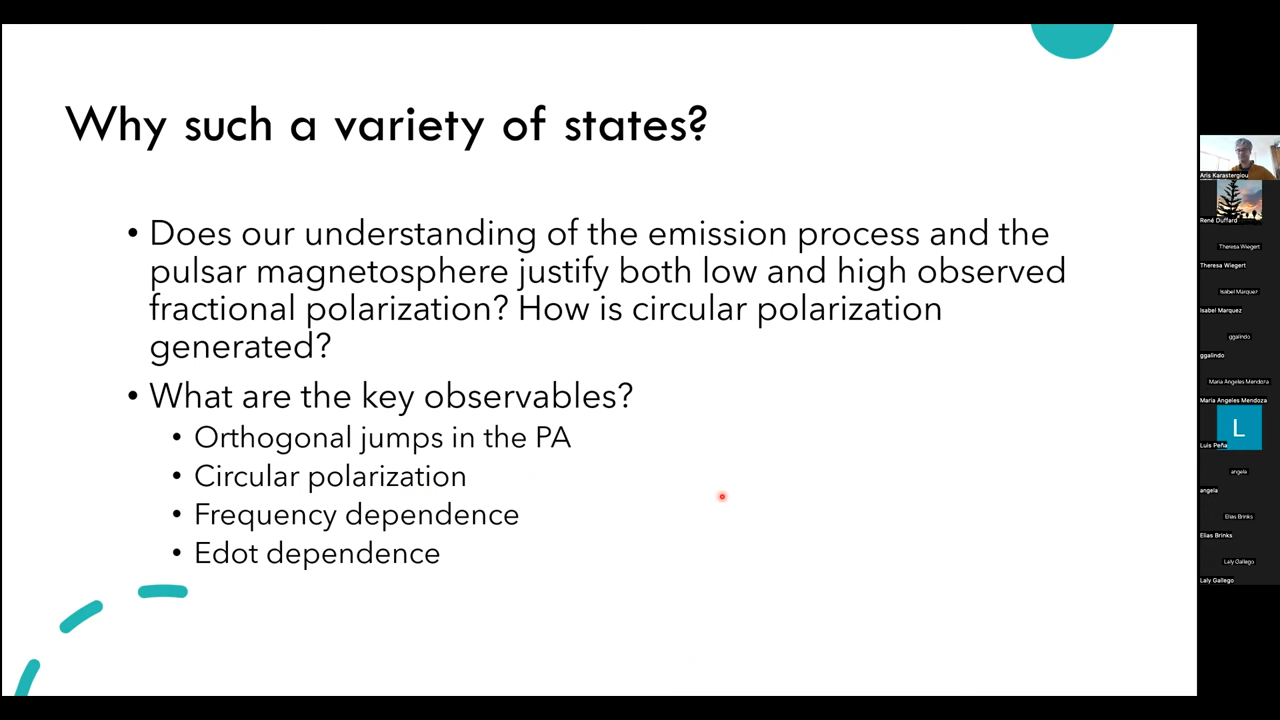 Why such a variety of states?
• Does our understanding of the emission process and the
pulsar magnetosphere justify both low and high observed
fractional polarization? How is circular polarization
generated?
• What are the key observables?
• Orthogonal jumps in the PA
• Circular polarization
• Frequency dependence
• Edot dependence
Aris Karastergiou
René Duffard
Theresa Wiegert
Theresa Wiegert
Isabel Marquez
Isabel Marquez
ggalindo
ggalindo
Maria Angeles Mendoza
Maria Angeles Mendoza
L
Luis Peña
angela
angela
Elias Brinks
Elias Brinks
Laly Gallego
Laly Gallego